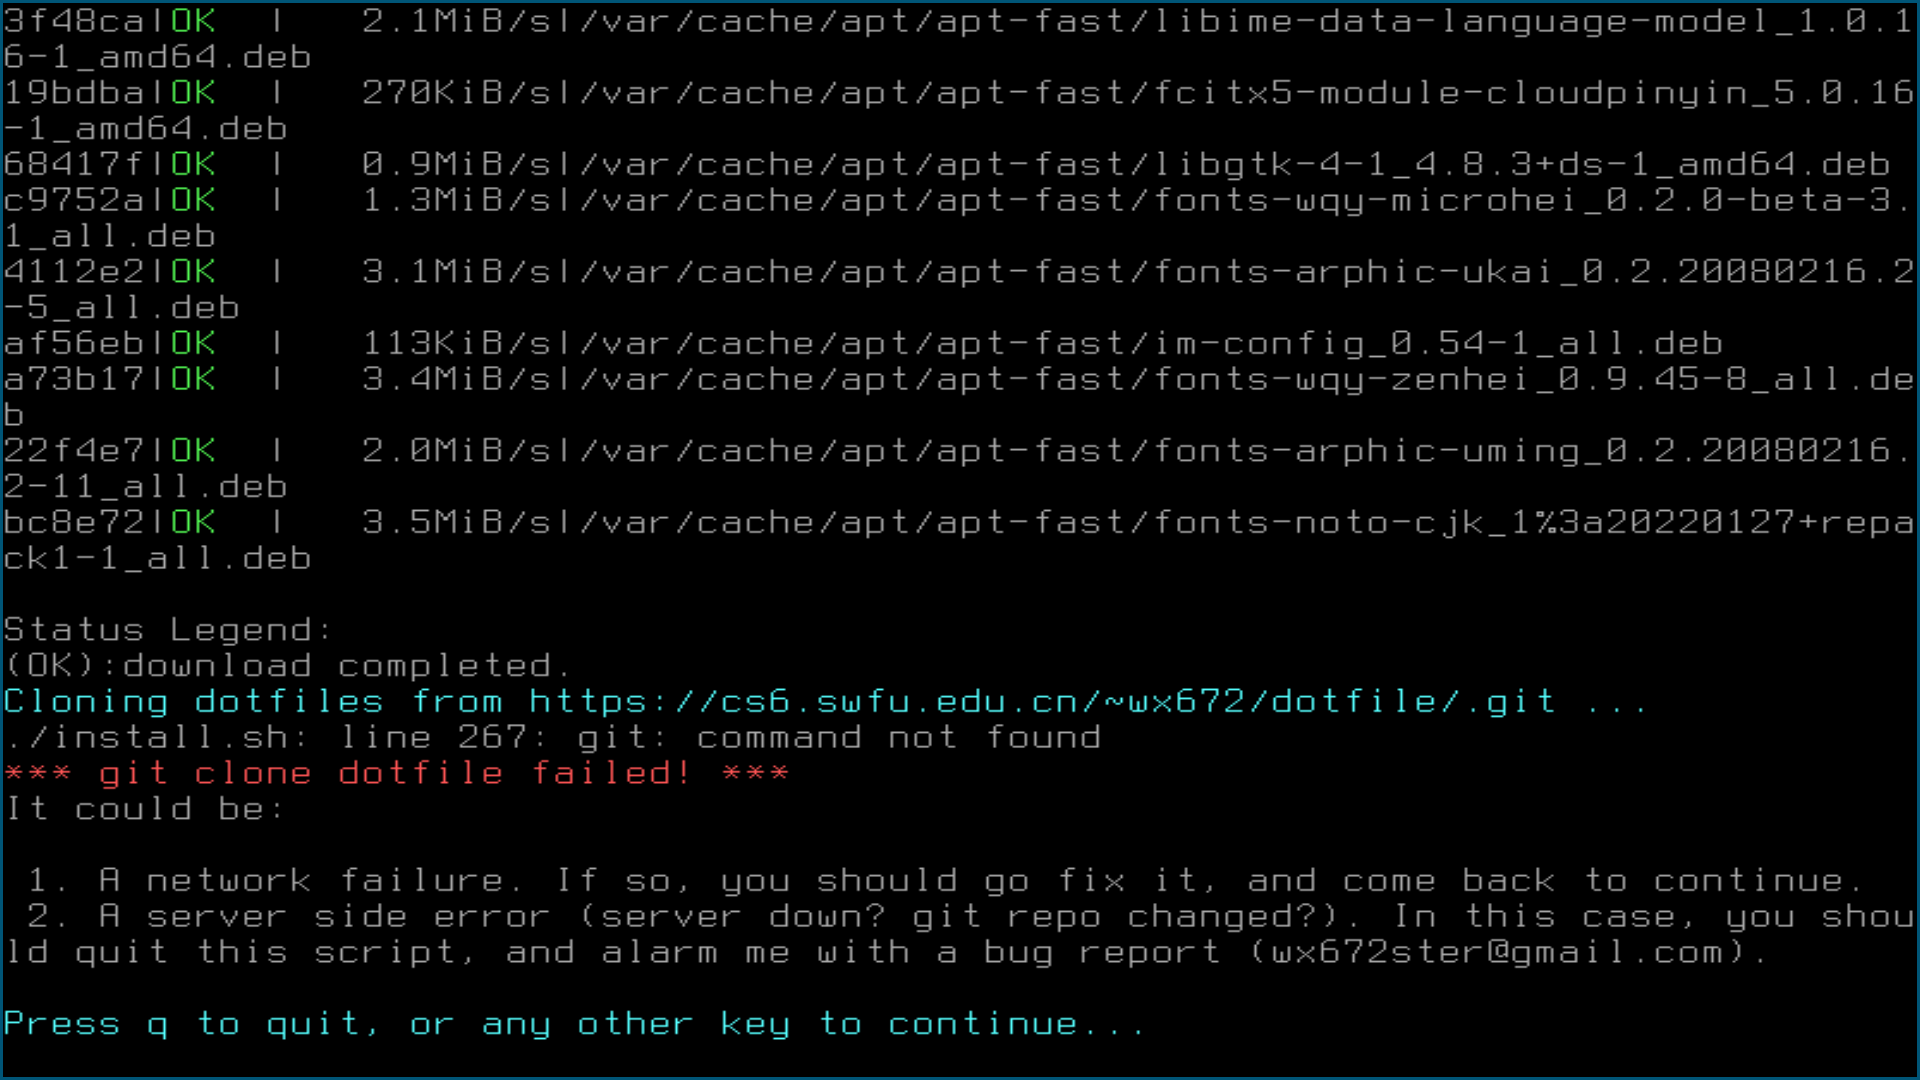 3f48ca|OK  |   2.1MiB/s|/var/cache/apt/apt-fast/libime-data-language-model_1.0.1
6-1_amd64.deb
19bdba|OK  |   270KiB/s|/var/cache/apt/apt-fast/fcitx5-module-cloudpinyin_5.0.16
-1_amd64.deb
68417f|OK  |   0.9MiB/s|/var/cache/apt/apt-fast/libgtk-4-1_4.8.3+ds-1_amd64.deb
c9752a|OK  |   1.3MiB/s|/var/cache/apt/apt-fast/fonts-wqy-microhei_0.2.0-beta-3.
1_all.deb
4112e2|OK  |   3.1MiB/s|/var/cache/apt/apt-fast/fonts-arphic-ukai_0.2.20080216.2
-5_all.deb
af56eb|OK  |   113KiB/s|/var/cache/apt/apt-fast/im-config_0.54-1_all.deb
a73b17|OK  |   3.4MiB/s|/var/cache/apt/apt-fast/fonts-wqy-zenhei_0.9.45-8_all.de
b
22f4e7|OK  |   2.0MiB/s|/var/cache/apt/apt-fast/fonts-arphic-uming_0.2.20080216.
2-11_all.deb
bc8e72|OK  |   3.5MiB/s|/var/cache/apt/apt-fast/fonts-noto-cjk_1%3a20220127+repa
ck1-1_all.deb
Status Legend:
(OK):download completed.
Cloning dotfiles from https://cs6.swfu.edu.cn/~wx672/dotfile/.git ...
./install.sh: line 267: git: command not found
*** git clone dotfile failed! ***
It could be:
1. A network failure. If so, you should go fix it, and come back to continue.
2. A server side error (server down? git repo changed?). In this case, you shou
ld quit this script, and alarm me with a bug report (wx672ster@gmail.com).
Press q to quit, or any other key to continue...